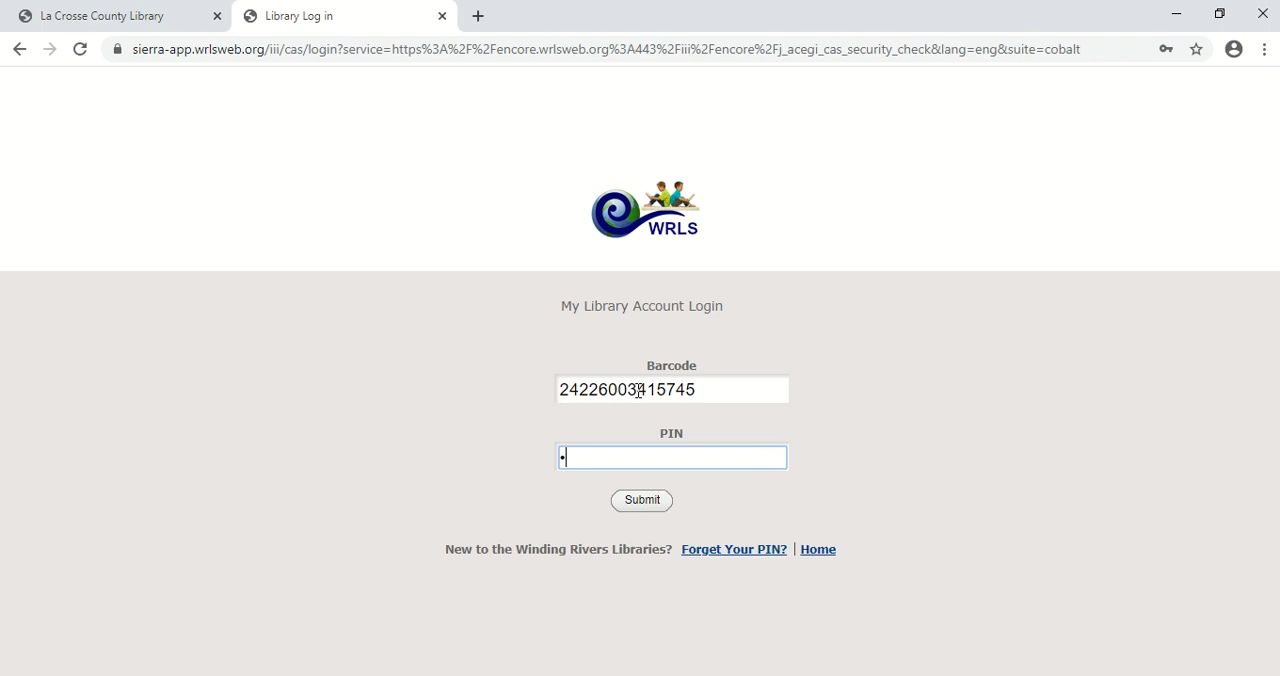 La Crosse County Library
Library Log in
sierra-app.wrlsweb.org/iii/cas/login?service=https%3A%2F%2Fencore.wrlsweb.org%3A443%2Fiii%2Fencore%2Fj_acegi_cas_security_check&lang=eng&suite=cobalt
WRLS
My Library Account Login
Barcode
24226003415745
PIN
•
Submit
New to the Winding Rivers Libraries? Forget Your PIN? | Home